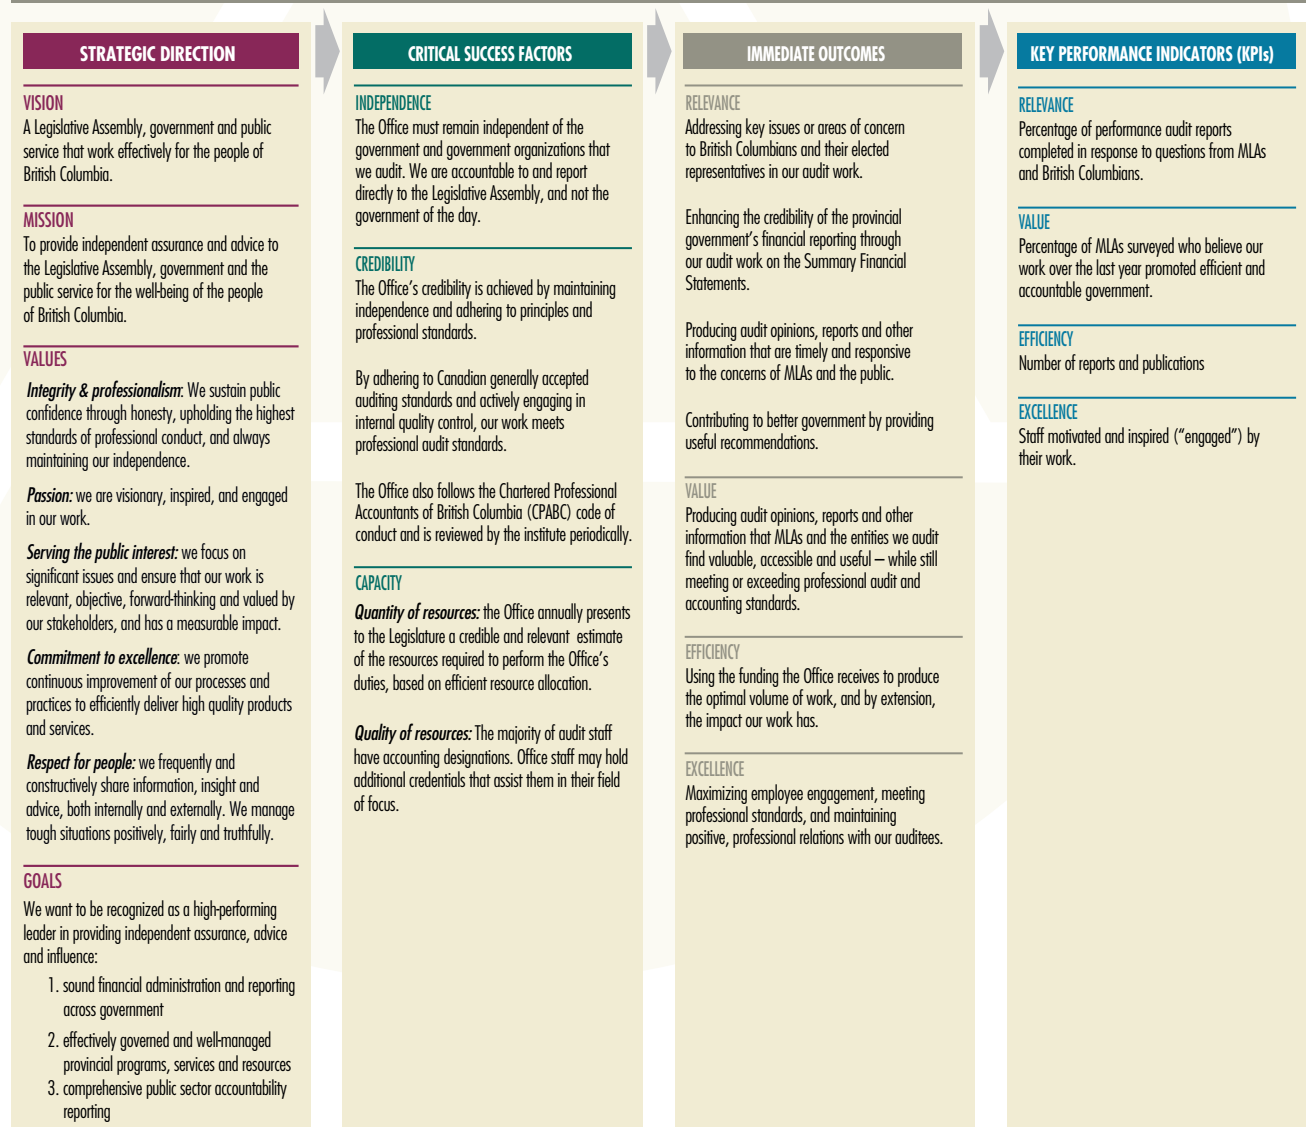 STRATEGIC DIRECTION
VISION
A Legislative Assembly, government and public
service that work effectively for the people of
British Columbia.
MISSION
To provide independent assurance and advice to
the Legislative Assembly, government and the
public service for the well-being of the people
of British Columbia.
VALUES
Integrity & professionalism: We sustain public
confidence through honesty, upholding the highest
standards of professional conduct, and always
maintaining our independence.
Passion: we are visionary, inspired, and engaged
in our work.
Serving the public interest: we focus on
significant issues and ensure that our work is
relevant, objective, forward-thinking and valued by
our stakeholders, and has a measurable impact.
Commitment to excellence: we promote
continuous improvement of our processes and
practices to efficiently deliver high quality products
and services.
Respect for people: we frequently and
constructively share information, insight and
advice, both internally and externally. We manage
tough situations positively, fairly and truthfully.
GOALS
We want to be recognized as a high-performing
leader in providing independent assurance, advice
and influence:
1. sound financial administration and reporting
across government
2. effectively governed and well-managed
provincial programs, services and resources
3. comprehensive public sector accountability
reporting
CRITICAL SUCCESS FACTORS
INDEPENDENCE
The Office must remain independent of the
government and government organizations that
we audit. We are accountable to and report
directly to the Legislative Assembly, and not the
government of the day.
CREDIBILITY
The Office's credibility is achieved by maintaining
independence and adhering to principles and
professional standards.
By adhering to Canadian generally accepted
auditing standards and actively engaging in
internal quality control, our work meets
professional audit standards.
The Office also follows the Chartered Professional
Accountants of British Columbia (CPABC) code of
conduct and is reviewed by the institute periodically.
CAPACITY
Quantity of resources: the Office annually presents
to the Legislature a credible and relevant estimate
of the resources required to perform the Office's
duties, based on efficient resource allocation.
Quality of resources: The majority of audit staff
have accounting designations. Office staff may hold
additional credentials that assist them in their field
of focus.
IMMEDIATE OUTCOMES
RELEVANCE
Addressing key issues or areas of concern
to British Columbians and their elected
representatives in our audit work.
Enhancing the credibility of the provincial
government's financial reporting through
our audit work on the Summary Financial
Statements.
Producing audit opinions, reports and other
information that are timely and responsive
to the concerns of MLAs and the public.
Contributing to better government by providing
useful recommendations.
VALUE
Producing audit opinions, reports and other
information that MLAs and the entities we audit
find valuable, accessible and useful – while still
meeting or exceeding professional audit and
accounting standards.
EFFICIENCY
Using the funding the Office receives to produce
the optimal volume of work, and by extension,
the impact our work has.
EXCELLENCE
Maximizing employee engagement, meeting
professional standards, and maintaining
positive, professional relations with our auditees.
KEY PERFORMANCE INDICATORS (KPIs)
RELEVANCE
Percentage of performance audit reports
completed in response to questions from MLAs
and British Columbians.
VALUE
Percentage of MLAs surveyed who believe our
work over the last year promoted efficient and
accountable government.
EFFICIENCY
Number of reports and publications
EXCELLENCE
Staff motivated and inspired (“engaged”) by
their work.